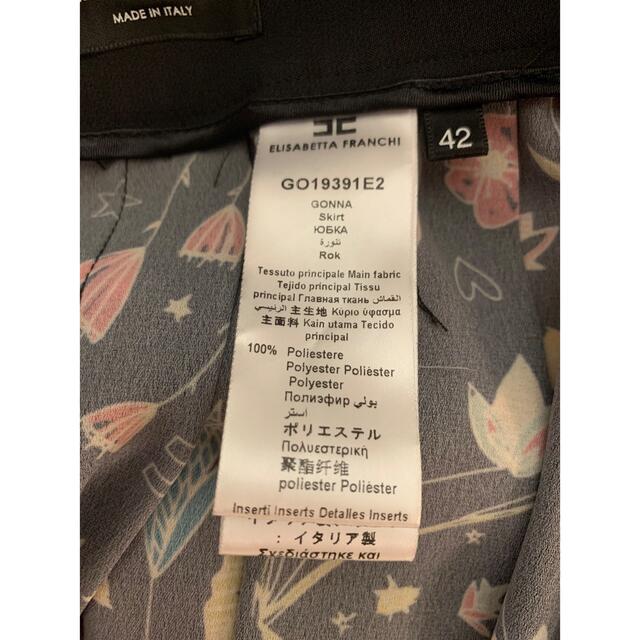 MADE IN ITALY
ELISABETTA FRANCHI
42
GO19391E2
GONNA
Skirt
ЮБКА
تنورة
Rok
Tessuto principale Main fabric
Tejido principal Tissu
principal Главная ткань القماش
الرئيسي 主生地 Κύριο ύφασμα
主面料 Kain utama Tecido
principal
100% Poliestere
Polyester Poliéster
Polyester
Полиэфир بولي
استر
ポリエステル
Πολυεστερική
聚酯纤维
poliester Poliéster
Inserti Inserts Detalles Inserts
: イタリア製
Σχεδιάστηκε και